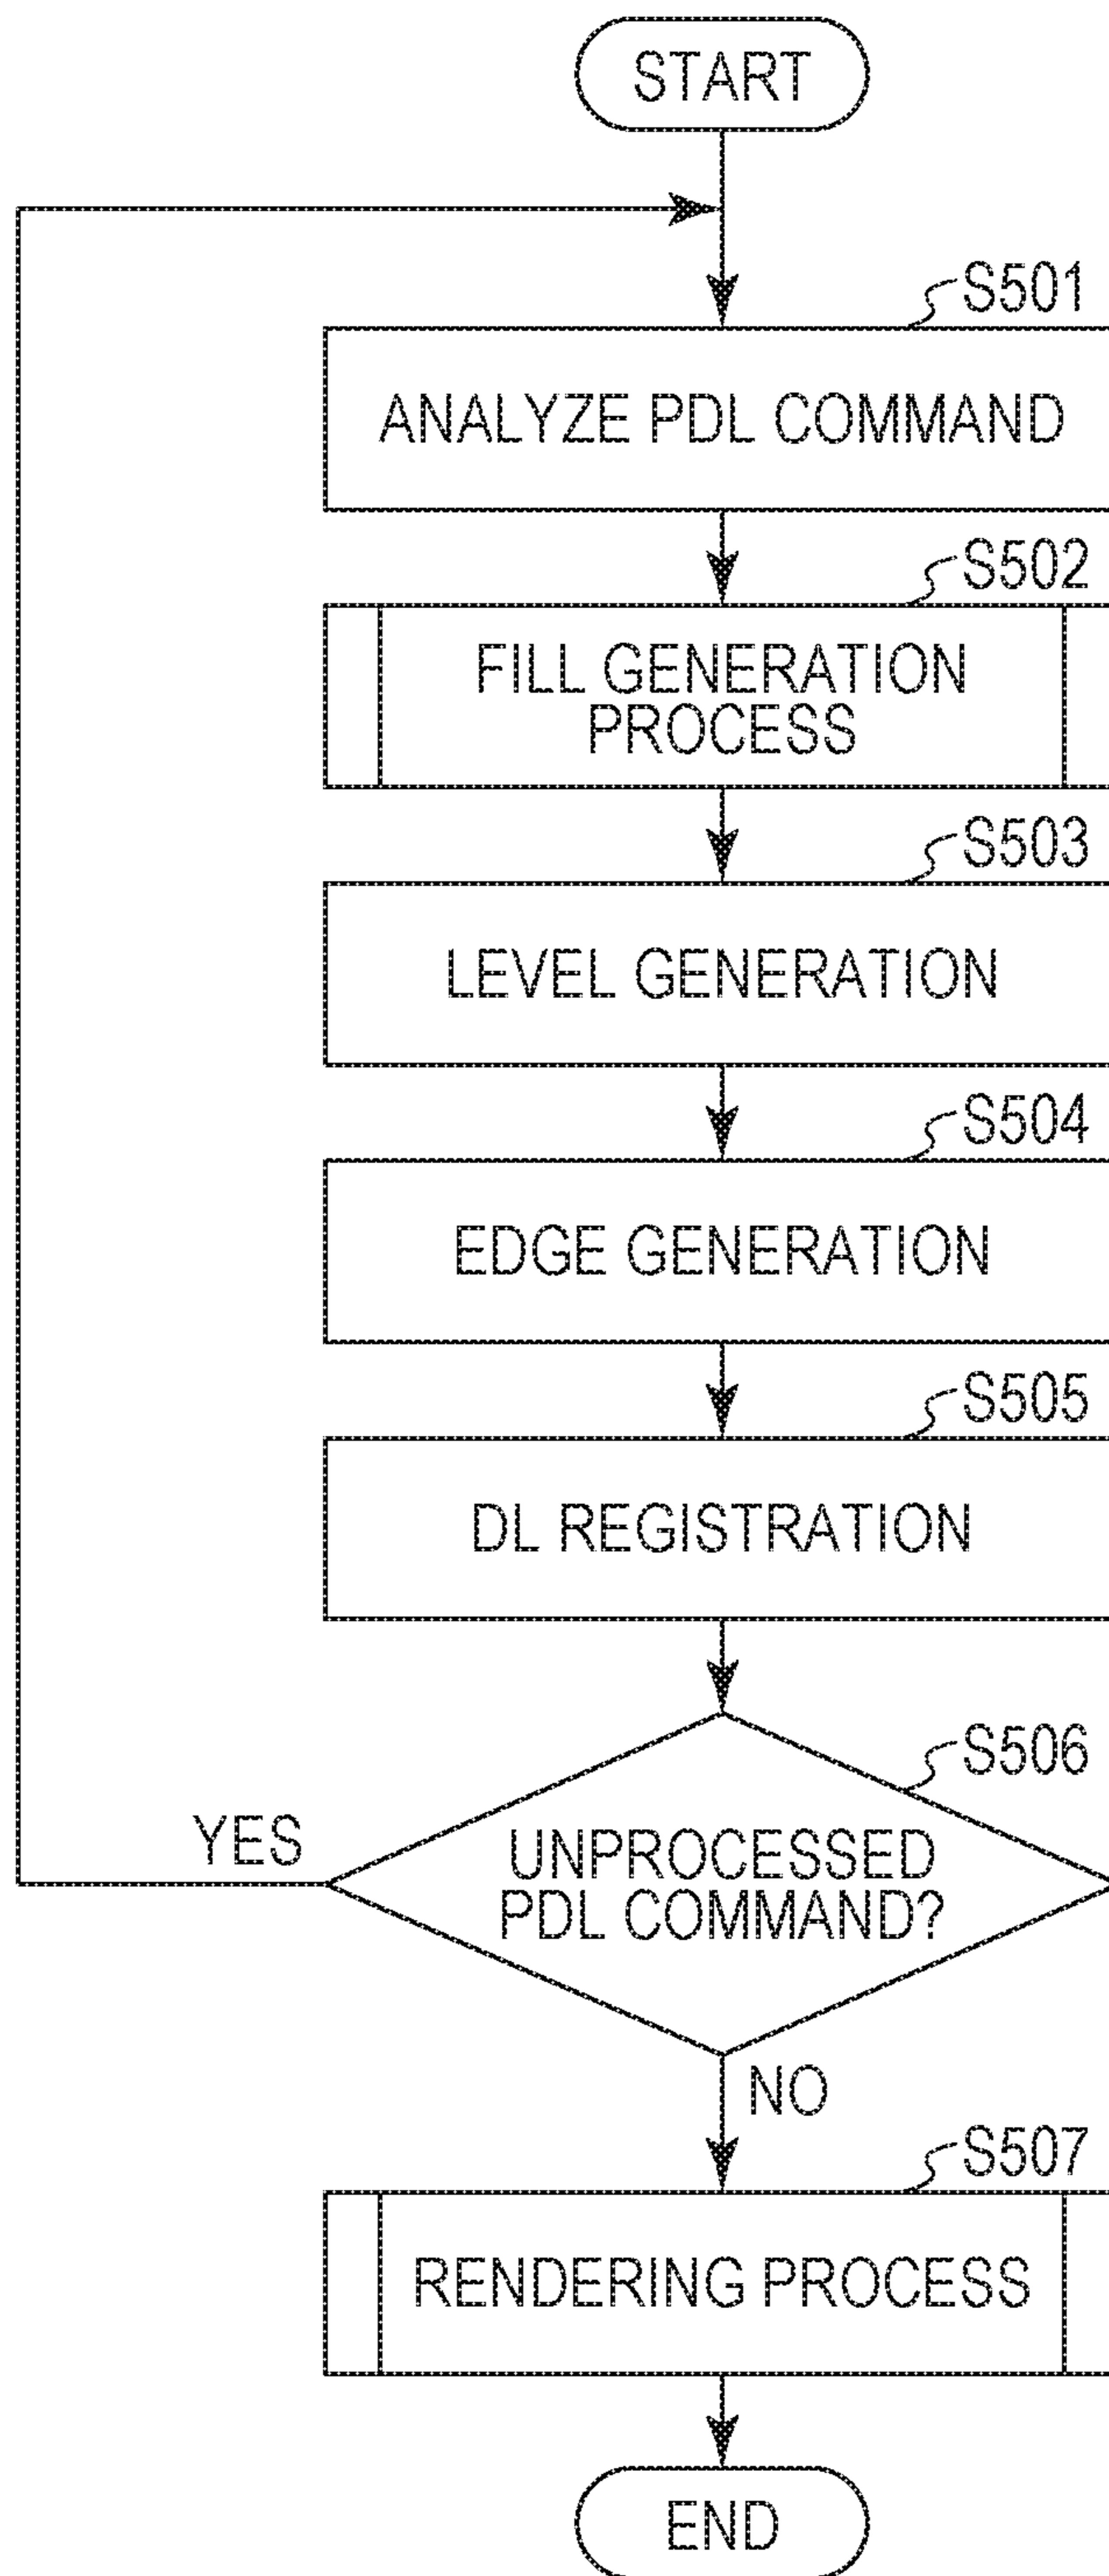 START
S501
ANALYZE PDL COMMAND
S502
FILL GENERATION
PROCESS
S503
LEVEL GENERATION
S504
EDGE GENERATION
S505
DL REGISTRATION
S506
YES
UNPROCESSED
PDL COMMAND?
NO
S507
RENDERING PROCESS
END